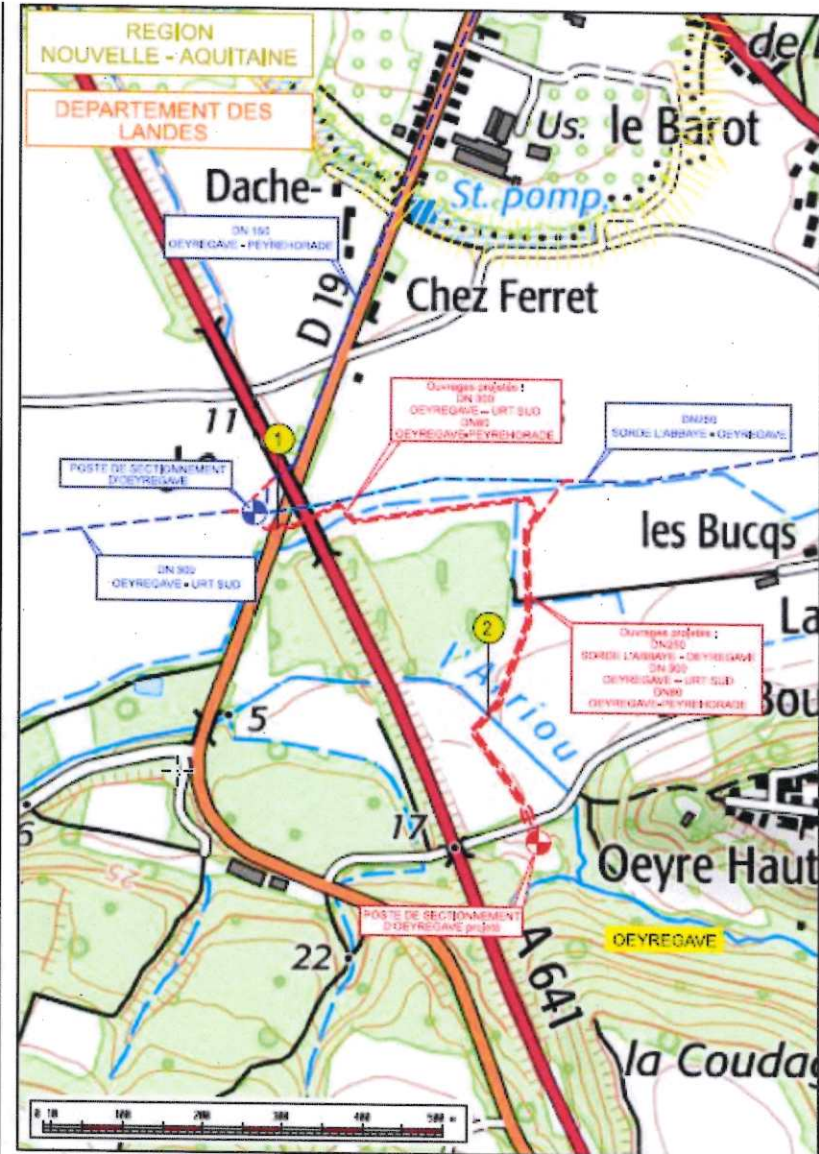 REGION
NOUVELLE - AQUITAINE
DEPARTEMENT DES
LANDES
de
Us.
le Barot
Dache-
St. pomp.
DN 150
OEYREGAVE - PEYREHORADE
D 19
Chez Ferret
Ouvrages projetés :
DN 300
OEYREGAVE - URT SUD
DN80
OEYREGAVE-PEYREHORADE
11
1
DN250
SORDE L'ABBAYE - OEYREGAVE
POSTE DE SECTIONNEMENT
D'OEYREGAVE
les Bucqs
DN 300
OEYREGAVE - URT SUD
La
2
Ouvrages projetés :
DN250
SORDE L'ABBAYE - OEYREGAVE
DN 300
OEYREGAVE - URT SUD
DN80
OEYREGAVE-PEYREHORADE
l'Arriou
Bou
5
6
17
25
Oeyre Haut
POSTE DE SECTIONNEMENT
D'OEYREGAVE projeté
OEYREGAVE
22
A 641
la Coudag
0 10 100 200 300 400 500 m